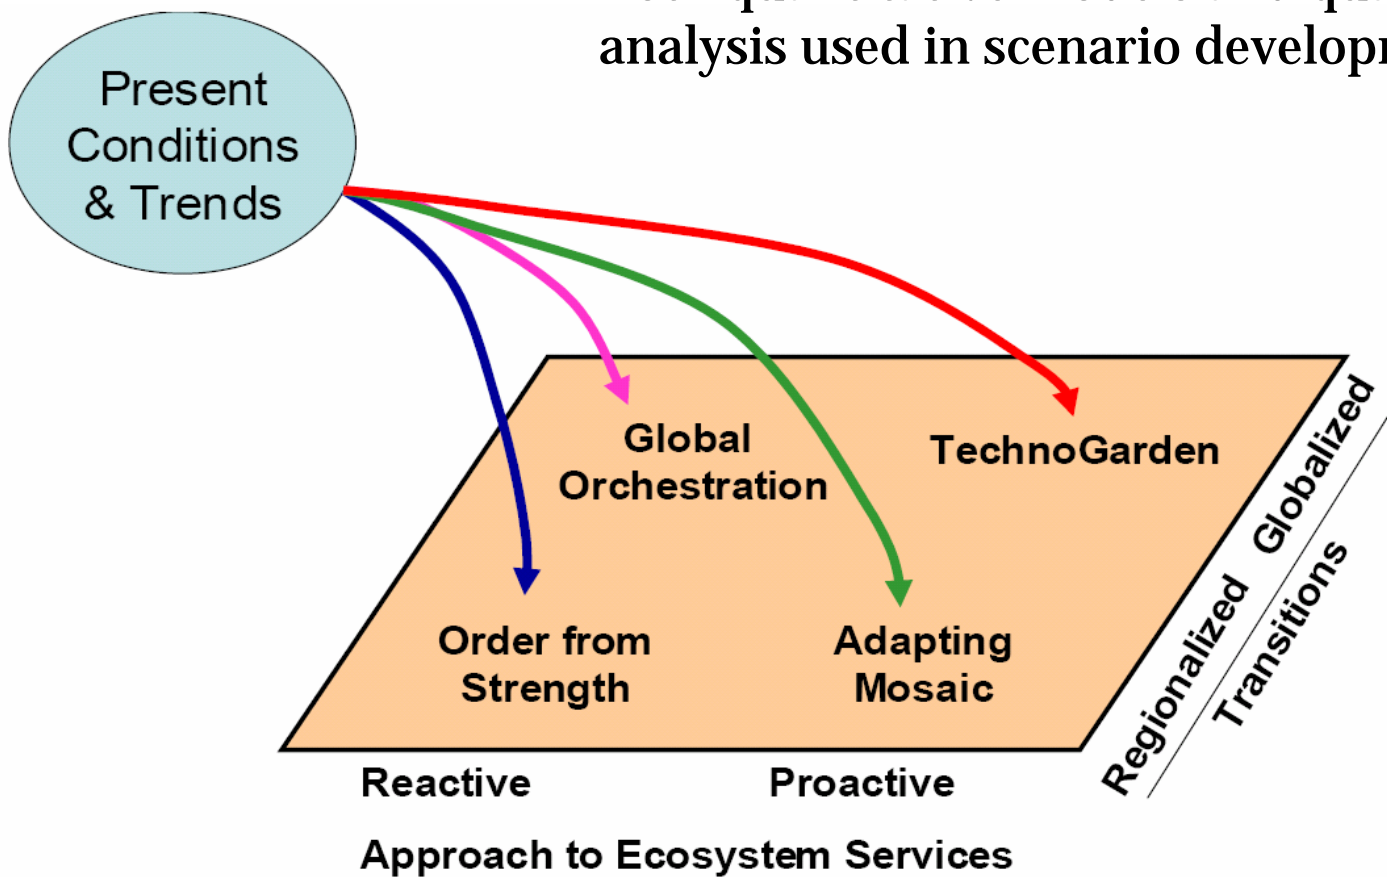 analysis used in scenario
Present
Conditions
& Trends
Global
Orchestration
TechnoGarden
Order from
Strength
Adapting
Mosaic
Regionalized Globalized
Transitions
Reactive Proactive
Approach to Ecosystem Services